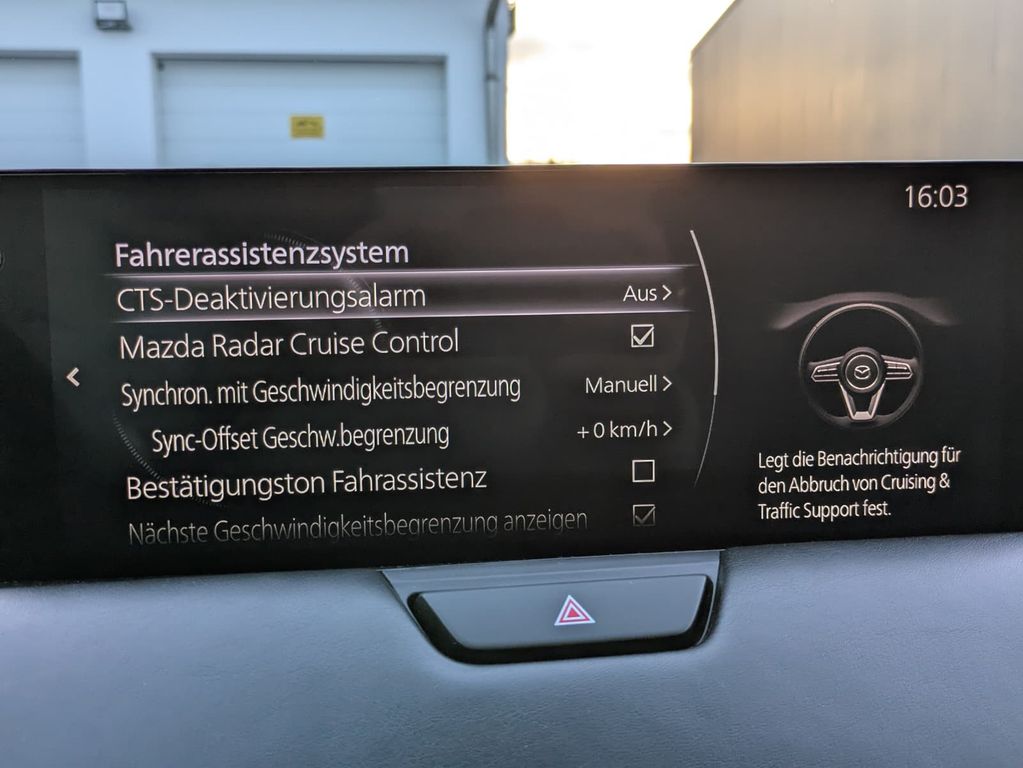 16:03
Fahrerassistenzsystem
CTS-Deaktivierungsalarm Aus
Mazda Radar Cruise Control
Synchron. mit Geschwindigkeitsbegrenzung Manuell
Sync-Offset Geschw.begrenzung +0 km/h
Bestätigungston Fahrassistenz
Nächste Geschwindigkeitsbegrenzung anzeigen
Legt die Benachrichtigung für
den Abbruch von Cruising &
Traffic Support fest.